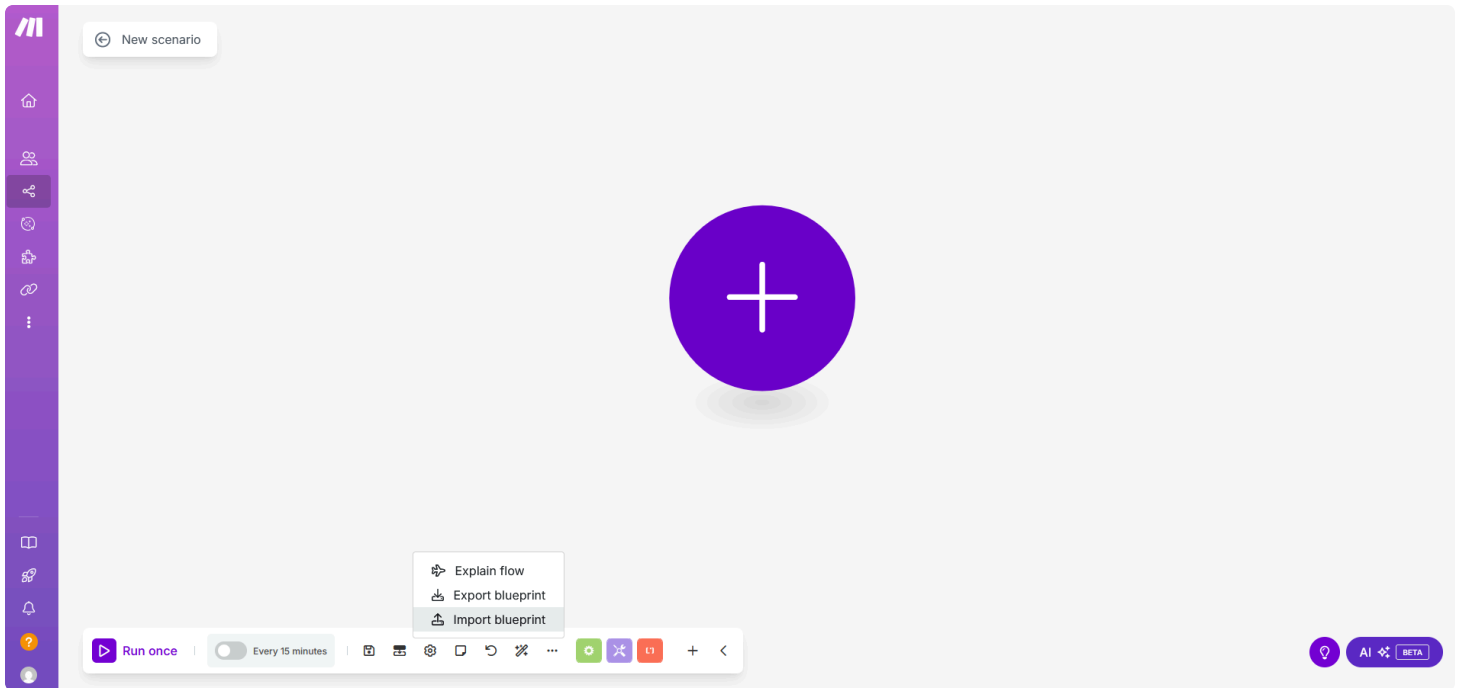 New scenario
Explain flow
Export blueprint
Import blueprint
Run once
Every 15 minutes
?
AI BETA